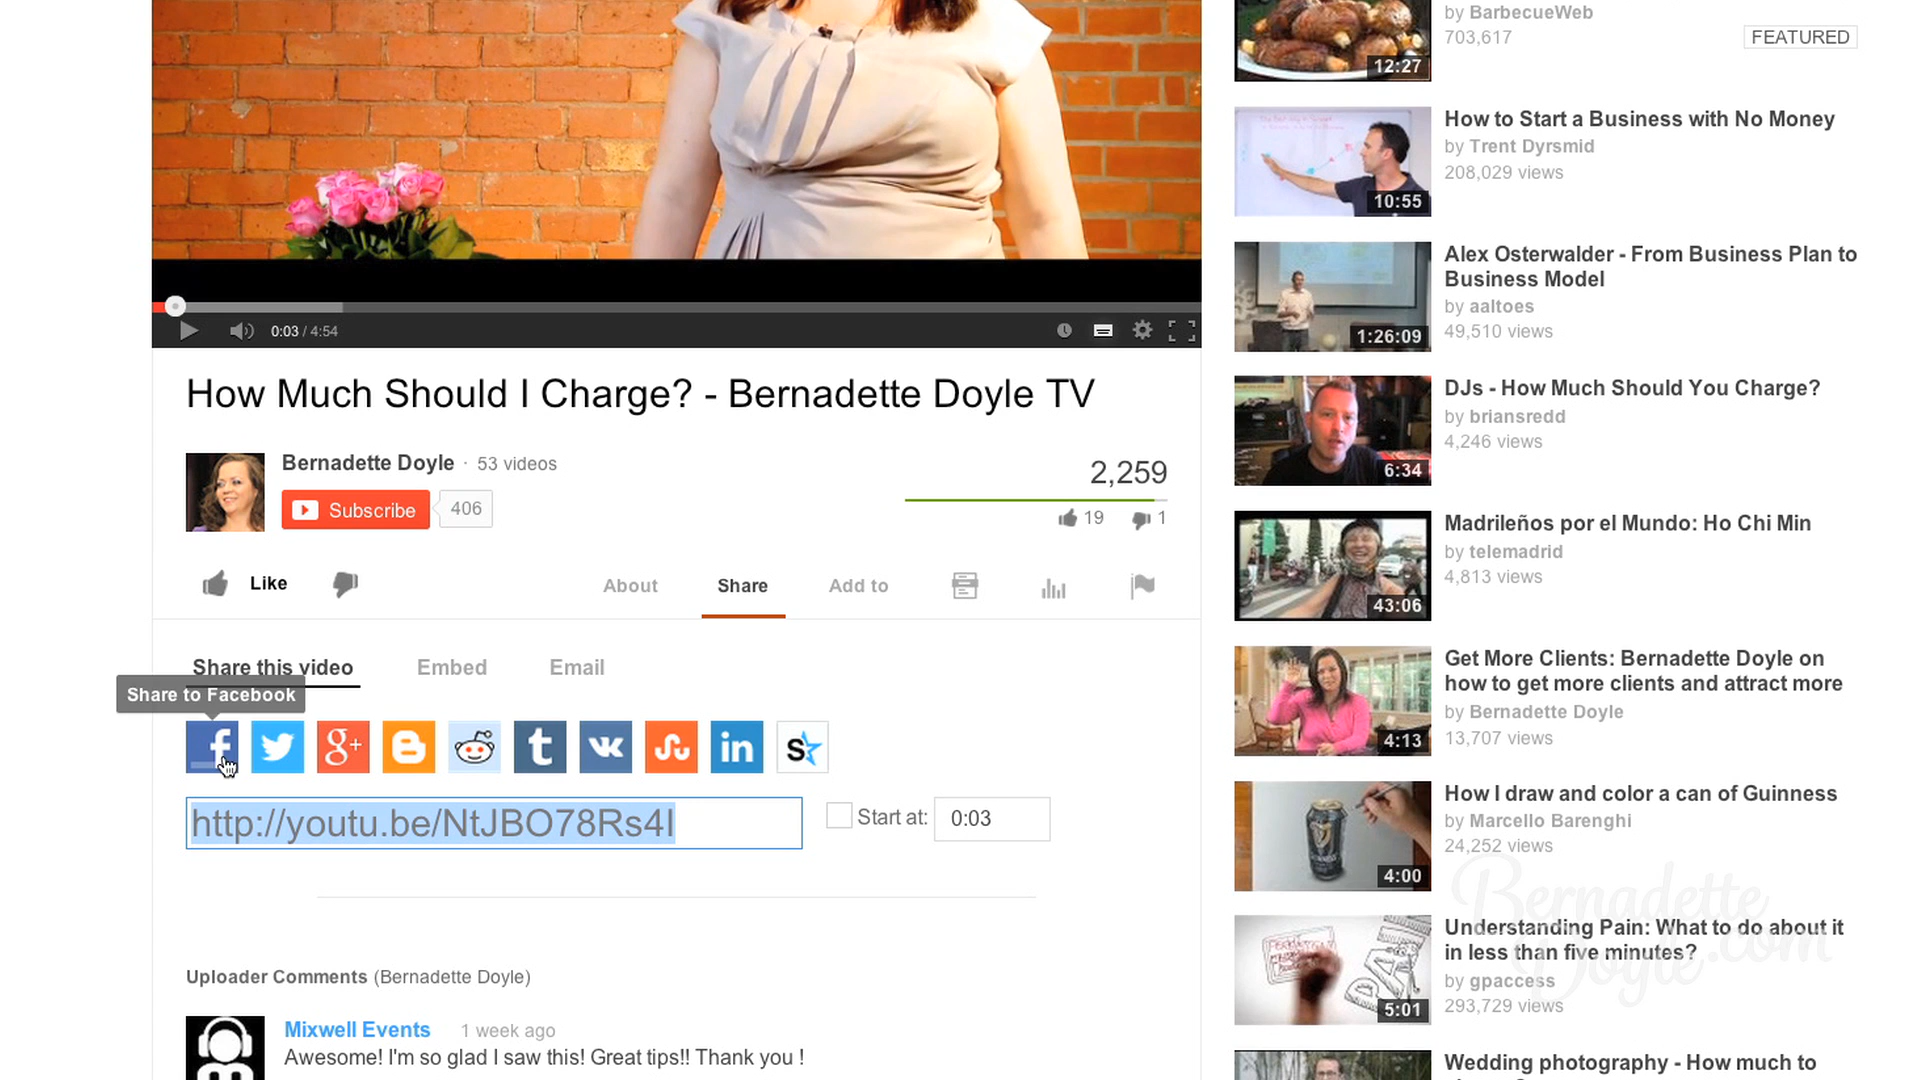 0:03 / 4:54
How Much Should I Charge? - Bernadette Doyle TV
Bernadette Doyle · 53 videos
Subscribe
406
2,259
19
1
Like
About
Share
Add to
Share this video
Embed
Email
Share to Facebook
http://youtu.be/NtJBO78Rs4I
Start at:
0:03
Uploader Comments (Bernadette Doyle)
Mixwell Events 1 week ago
Awesome! I'm so glad I saw this! Great tips!! Thank you !
by BarbecueWeb
703,617
FEATURED
12:27
How to Start a Business with No Money
by Trent Dyrsmid
208,029 views
10:55
Alex Osterwalder - From Business Plan to
Business Model
by aaltoes
49,510 views
1:26:09
DJs - How Much Should You Charge?
by briansredd
4,246 views
6:34
Madrileños por el Mundo: Ho Chi Min
by telemadrid
4,813 views
43:06
Get More Clients: Bernadette Doyle on
how to get more clients and attract more
by Bernadette Doyle
13,707 views
4:13
How I draw and color a can of Guinness
by Marcello Barenghi
24,252 views
4:00
Understanding Pain: What to do about it
in less than five minutes?
by gpaccess
293,729 views
5:01
Wedding photography - How much to
Bernadette
Doyle.com